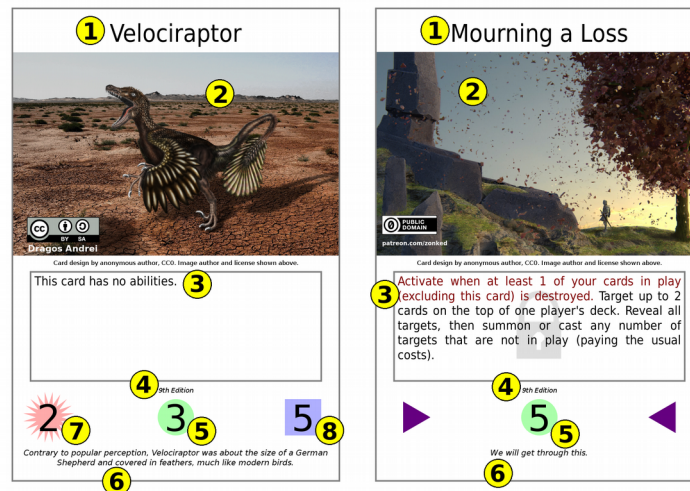 1 Velociraptor
2
cc BY SA
Dragos Andrei
Card design by anonymous author, CC0. Image author and license shown above.
This card has no abilities. 3
4 9th Edition
2 7 3 5 5 8
Contrary to popular perception, Velociraptor was about the size of a German
Shepherd and covered in feathers, much like modern birds.
6
1 Mourning a Loss
2
0 PUBLIC
DOMAIN
patreon.com/zonked
Card design by anonymous author, CC0. Image author and license shown above.
3
Activate when at least 1 of your cards in play
(excluding this card) is destroyed. Target up to 2
cards on the top of one player's deck. Reveal all
targets, then summon or cast any number of
targets that are not in play (paying the usual
costs).
4 9th Edition
5 5
We will get through this.
6